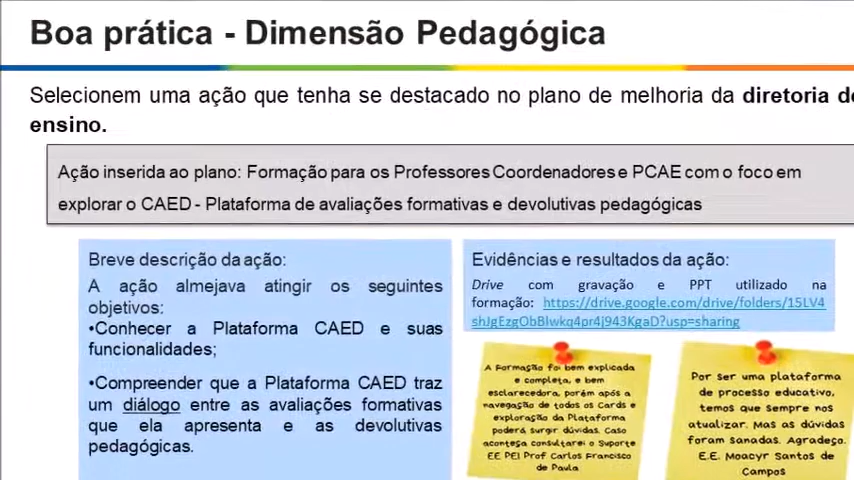 Boa prática - Dimensão Pedagógica
Selecionem uma ação que tenha se destacado no plano de melhoria da diretoria de
ensino.
Ação inserida ao plano: Formação para os Professores Coordenadores e PCAE com o foco em
explorar o CAED - Plataforma de avaliações formativas e devolutivas pedagógicas
Breve descrição da ação:
A ação almejava atingir os seguintes
objetivos:
•Conhecer a Plataforma CAED e suas
funcionalidades;
•Compreender que a Plataforma CAED traz
um diálogo entre as avaliações formativas
que ela apresenta e as devolutivas
pedagógicas.
Evidências e resultados da ação:
Drive com gravação e PPT utilizado na
formação: https://drive.google.com/drive/folders/15LV4
shJgEzgObBlwkq4pr4j943KgaD?usp=sharing
A Formação foi bem explicada
e completa, e bem
esclarecedora, porém após a
navegação de todos os Cards e
exploração da Plataforma
poderá surgir dúvidas. Caso
aconteça consultarei o Suporte
EE PEI Prof Carlos Francisco
de Paula
Por ser uma plataforma
de processo educativo,
temos que sempre nos
atualizar. Mas as dúvidas
foram sanadas. Agradeço.
E.E. Moacyr Santos de
Campos